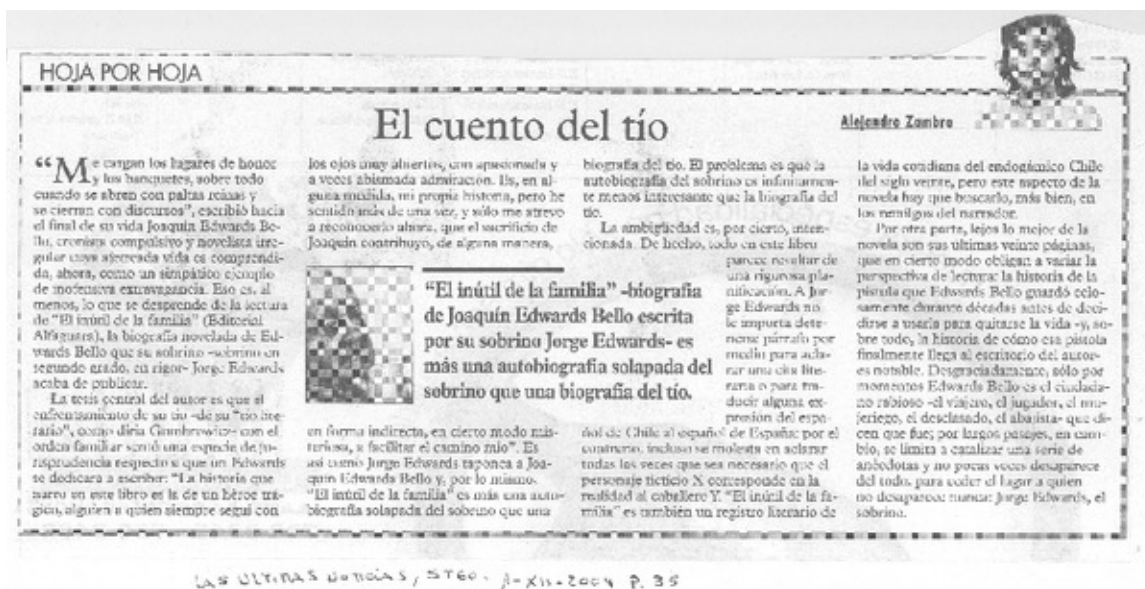 HOJA POR HOJA
El cuento del tío
Alejandro Zambra
“Me cargan los lugares de honor
y los banquetes, sobre todo
cuando se abren con paltas reinas y
se cierran con discursos”, escribió hacia
el final de su vida Joaquín Edwards Be-
llo, cronista compulsivo y novelista irre-
gular cuya ajetreada vida es comprendi-
da, ahora, como un simpático ejemplo
de inofensiva extravagancia. Eso es, al
menos, lo que se desprende de la lectura
de “El inútil de la familia” (Editorial
Alfaguara), la biografía novelada de Ed-
wards Bello que su sobrino -sobrino en
segundo grado, en rigor- Jorge Edwards
acaba de publicar.
La tesis central del autor es que el
enfrentamiento de su tío -de su “tío lite-
rario”, como diría Gombrowicz- con el
orden familiar sentó una especie de ju-
risprudencia respecto a que un Edwards
se dedicara a escribir: “La historia que
narro en este libro es la de un héroe trá-
gico, alguien a quien siempre seguí con
los ojos muy abiertos, con apasionada y
a veces abismada admiración. Es, en al-
guna medida, mi propia historia, pero he
sentido más de una vez, y sólo me atrevo
a reconocerlo ahora, que el sacrificio de
Joaquín contribuyó, de alguna manera,
“El inútil de la familia” -biografía
de Joaquín Edwards Bello escrita
por su sobrino Jorge Edwards- es
más una autobiografía solapada del
sobrino que una biografía del tío.
en forma indirecta, en cierto modo mis-
teriosa, a facilitar el camino mío”. Es
así como Jorge Edwards taponea a Joa-
quín Edwards Bello y, por lo mismo,
“El inútil de la familia” es más una auto-
biografía solapada del sobrino que una
biografía del tío. El problema es que la
autobiografía del sobrino es infinitamen-
te menos interesante que la biografía del
tío.
La ambigüedad es, por cierto, inten-
cionada. De hecho, todo en este libro
parece resultar de
una rigurosa pla-
nificación. A Jor-
ge Edwards no
le importa dete-
nerse párrafo por
medio para acla-
rar una cita lite-
raria o para tra-
ducir alguna ex-
presión del espa-
ñol de Chile al español de España; por el
contrario, incluso se molesta en aclarar
todas las veces que sea necesario que el
personaje ficticio X corresponde en la
realidad al caballero Y. “El inútil de la fa-
milia” es también un registro literario de
la vida cotidiana del endogámico Chile
del siglo veinte, pero este aspecto de la
novela hay que buscarlo, más bien, en
los remilgos del narrador.
Por otra parte, lejos lo mejor de la
novela son sus últimas veinte páginas,
que en cierto modo obligan a variar la
perspectiva de lectura: la historia de la
pistola que Edwards Bello guardó celo-
samente durante décadas antes de deci-
dirse a usarla para quitarse la vida -y, so-
bre todo, la historia de cómo esa pistola
finalmente llega al escritorio del autor-
es notable. Desgraciadamente, sólo por
momentos Edwards Bello es el ciudada-
no rabioso -el viajero, el jugador, el mu-
jeriego, el desclasado, el abajista- que di-
cen que fue; por largos pasajes, en cam-
bio, se limita a catalizar una serie de
anécdotas y no pocas veces desaparece
del todo, para ceder el lugar a quien
no desaparece nunca: Jorge Edwards, el
sobrino.
LAS ULTIMAS NOTICIAS, STGO. -XII-2004 P. 35